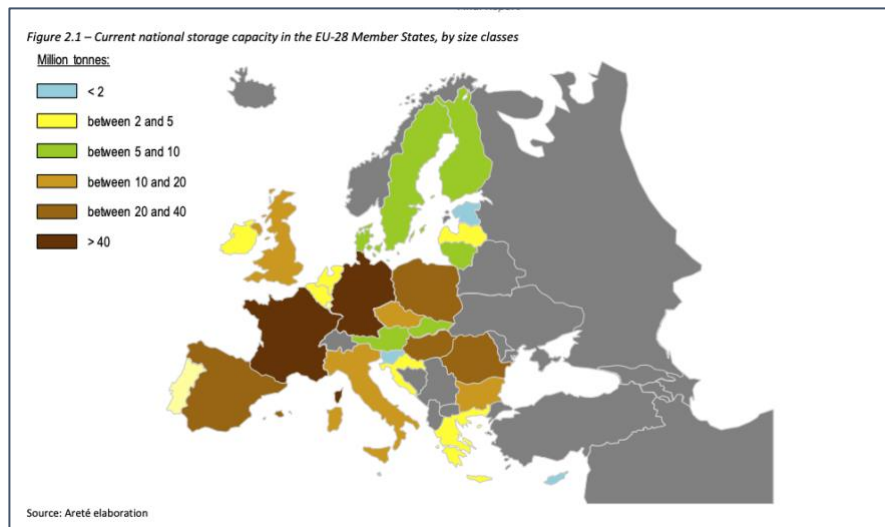 Figure 2.1 – Current national storage capacity in the EU-28 Member States, by size classes
Million tonnes:
< 2
between 2 and 5
between 5 and 10
between 10 and 20
between 20 and 40
> 40
Source: Areté elaboration